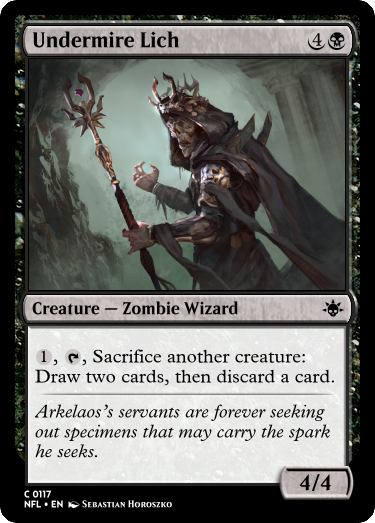 Undermire Lich 4
Creature — Zombie Wizard
1, , Sacrifice another creature:
Draw two cards, then discard a card.
Arkelaos's servants are forever seeking
out specimens that may carry the spark
he seeks.
4/4
C 0117
NFL • EN Sebastian Horoszko